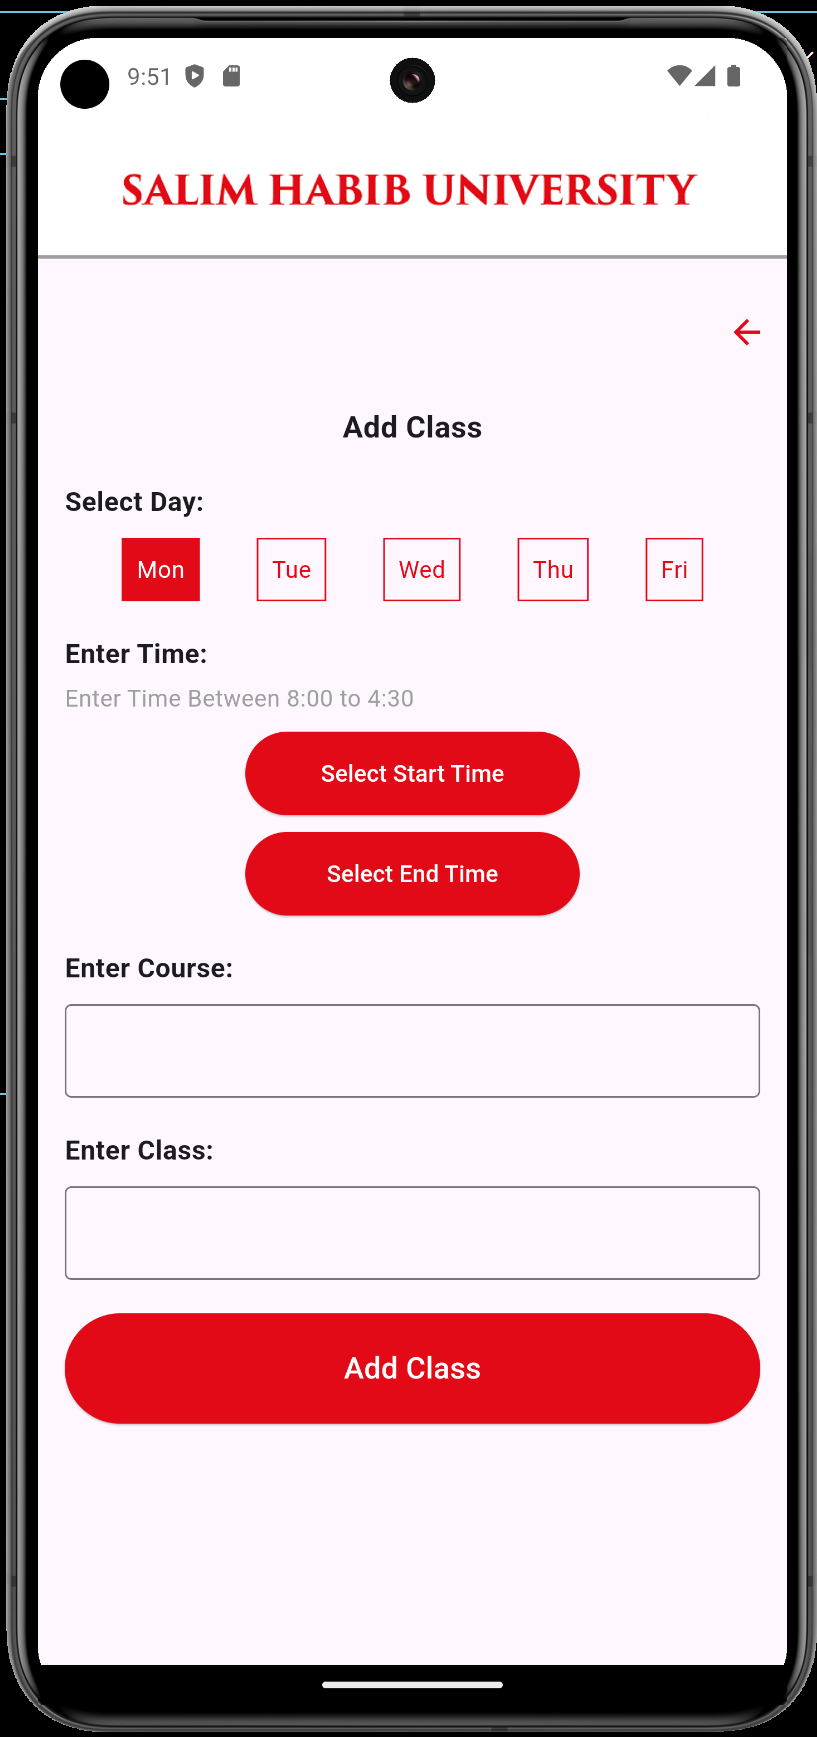 9:51
SALIM HABIB UNIVERSITY
Add Class
Select Day:
Mon Tue Wed Thu Fri
Enter Time:
Enter Time Between 8:00 to 4:30
Select Start Time
Select End Time
Enter Course:
Enter Class:
Add Class